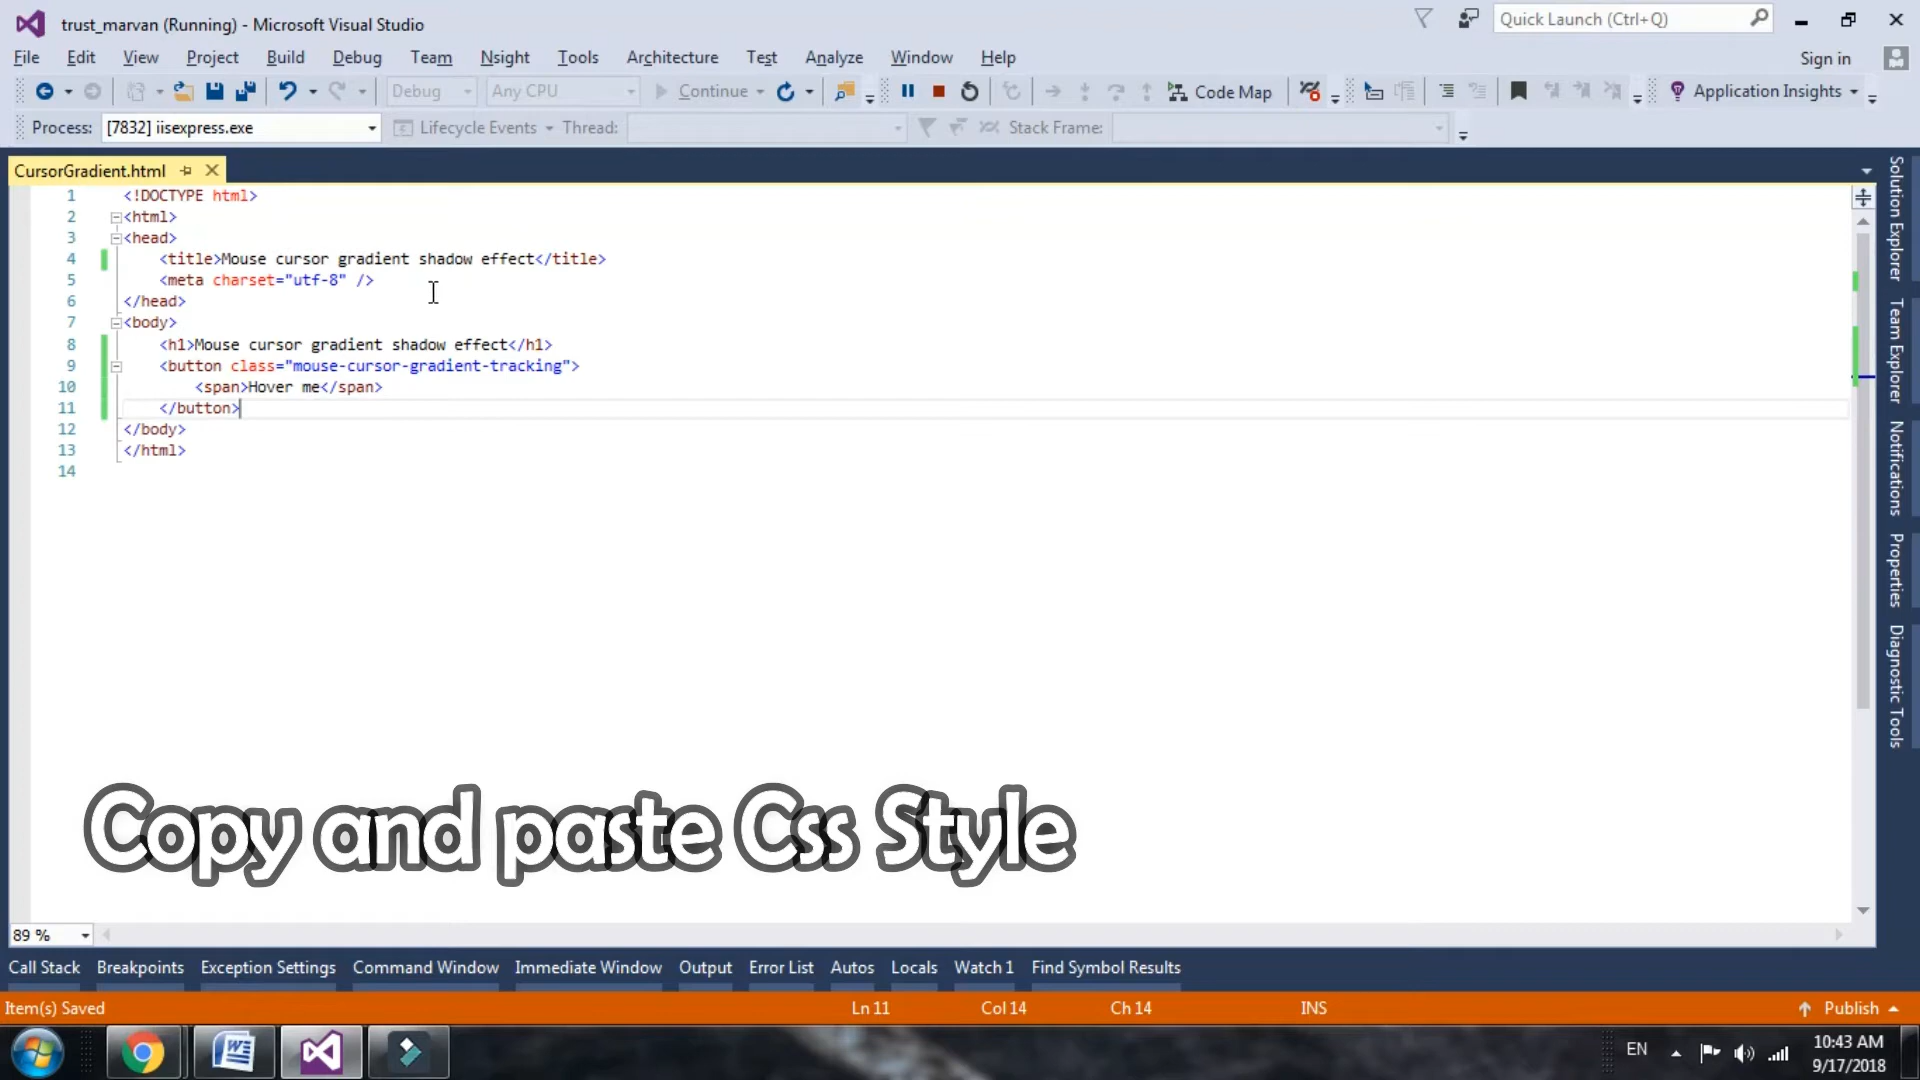 trust_marvan (Running) - Microsoft Visual Studio
Quick Launch (Ctrl+Q)
File Edit View Project Build Debug Team Nsight Tools Architecture Test Analyze Window Help
Sign in
Debug Any CPU Continue Code Map Application Insights
Process: [7832] iisexpress.exe Lifecycle Events Thread: Stack Frame:
CursorGradient.html
1 <!DOCTYPE html>
2 <html>
3 <head>
4 <title>Mouse cursor gradient shadow effect</title>
5 <meta charset="utf-8" />
6 </head>
7 <body>
8 <h1>Mouse cursor gradient shadow effect</h1>
9 <button class="mouse-cursor-gradient-tracking">
10 <span>Hover me</span>
11 </button>
12 </body>
13 </html>
14
Solution Explorer
Team Explorer
Notifications
Properties
Diagnostic Tools
Copy and paste Css Style
89 %
Call Stack Breakpoints Exception Settings Command Window Immediate Window Output Error List Autos Locals Watch 1 Find Symbol Results
Item(s) Saved Ln 11 Col 14 Ch 14 INS Publish
EN
10:43 AM
9/17/2018